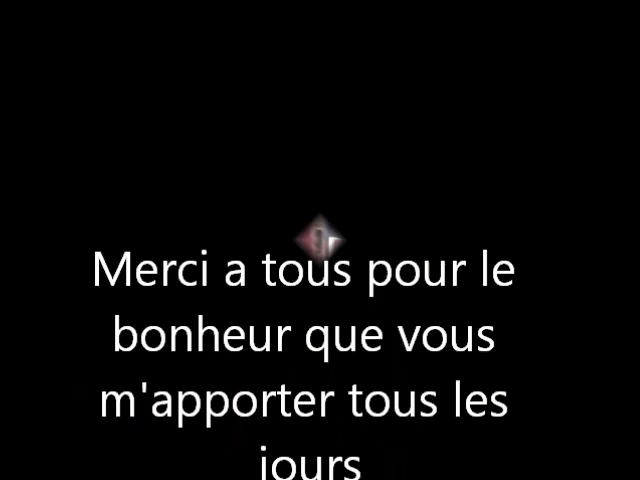 Merci a tous pour le
bonheur que vous
m'apporter tous les
jours